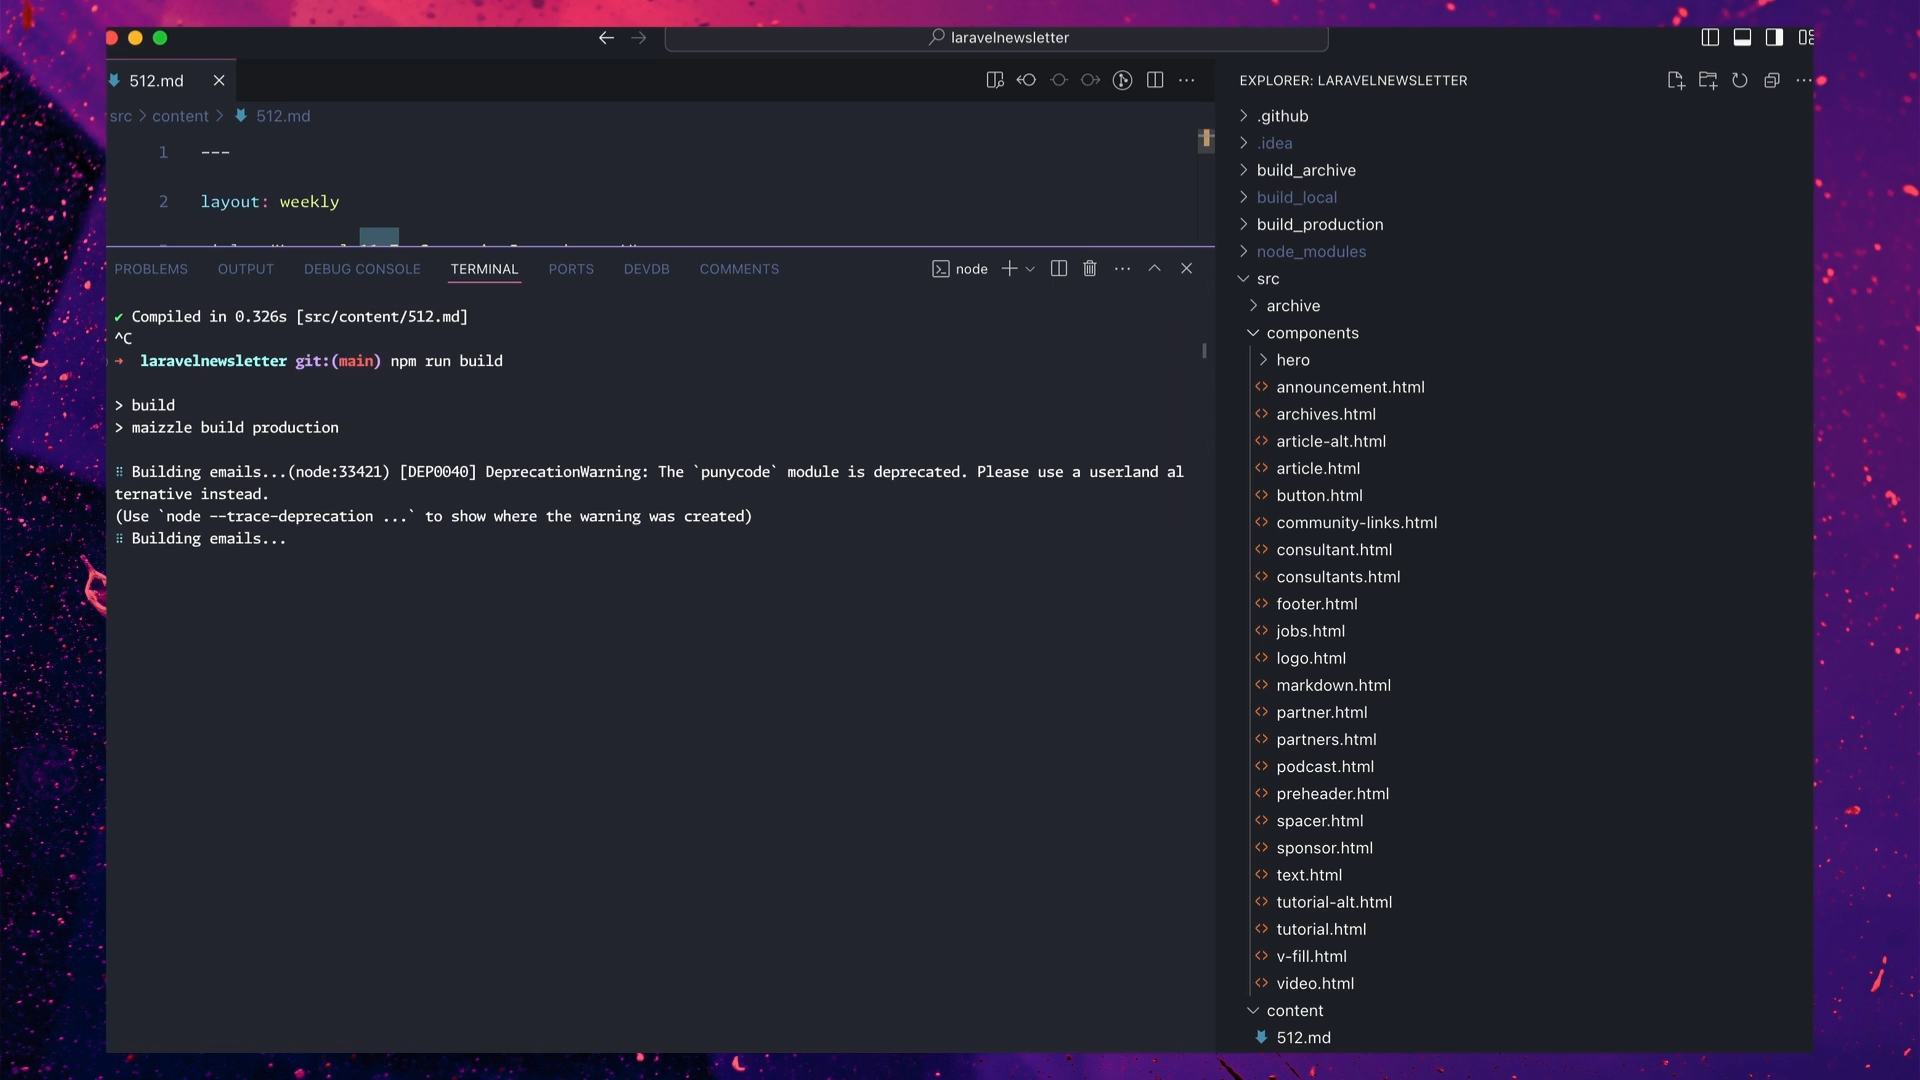 laravelnewsletter
512.md
src > content > 512.md
1 ---
2 layout: weekly
PROBLEMS OUTPUT DEBUG CONSOLE TERMINAL PORTS DEVDB COMMENTS node
✔ Compiled in 0.326s [src/content/512.md]
^C
➜ laravelnewsletter git:(main) npm run build
> build
> maizzle build production
⠿ Building emails...(node:33421) [DEP0040] DeprecationWarning: The `punycode` module is deprecated. Please use a userland al
ternative instead.
(Use `node --trace-deprecation ...` to show where the warning was created)
⠿ Building emails...
EXPLORER: LARAVELNEWSLETTER
.github
.idea
build_archive
build_local
build_production
node_modules
src
archive
components
hero
announcement.html
archives.html
article-alt.html
article.html
button.html
community-links.html
consultant.html
consultants.html
footer.html
jobs.html
logo.html
markdown.html
partner.html
partners.html
podcast.html
preheader.html
spacer.html
sponsor.html
text.html
tutorial-alt.html
tutorial.html
v-fill.html
video.html
content
512.md